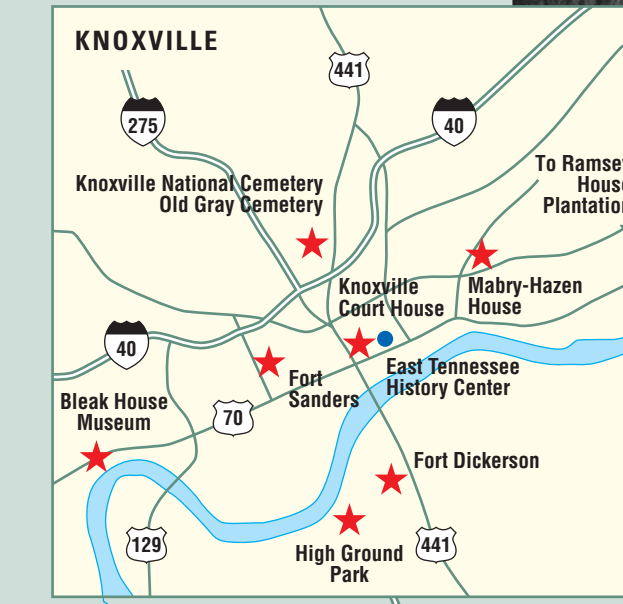 KNOXVILLE
441
275
40
To Ramsey
House
Plantation
Knoxville National Cemetery
Old Gray Cemetery
Knoxville
Court House
Mabry-Hazen
House
40
East Tennessee
History Center
Fort
Sanders
Bleak House
Museum
70
Fort Dickerson
129
High Ground
Park
441